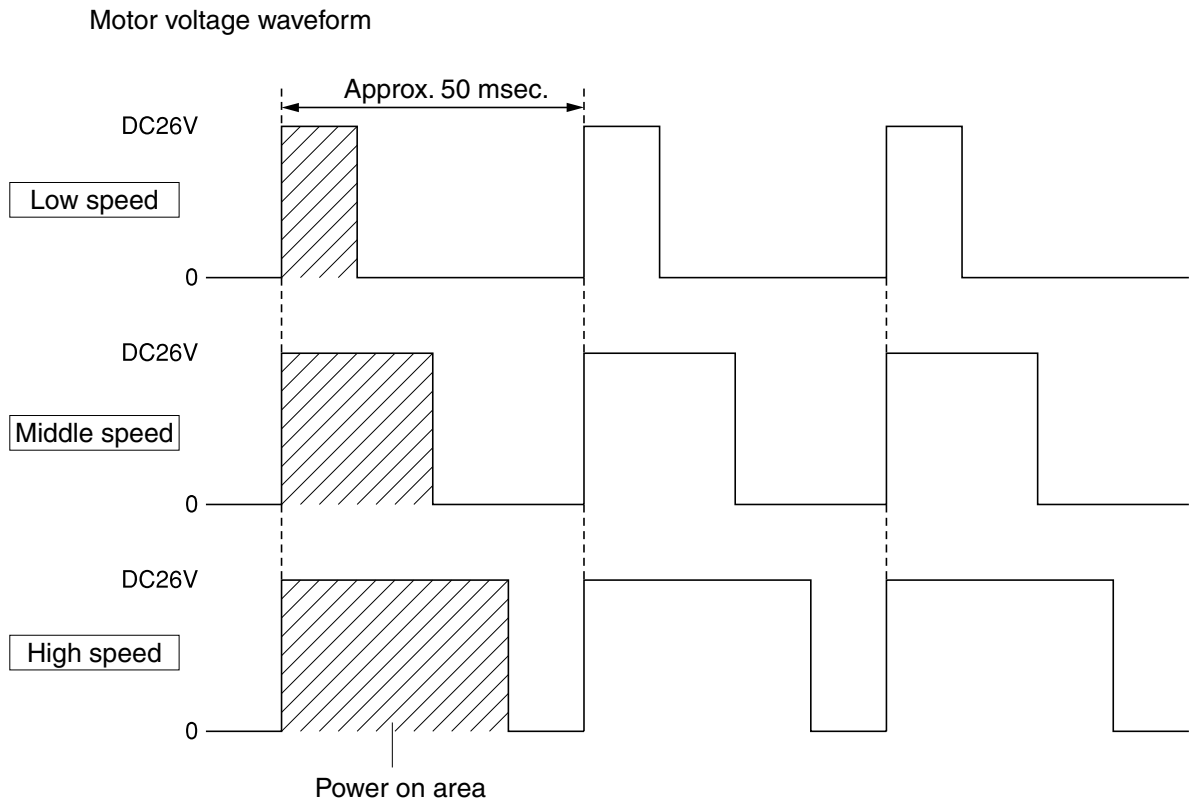 Motor voltage waveform
Approx. 50 msec.
DC26V
Low speed
0
DC26V
Middle speed
0
DC26V
High speed
0
Power on area